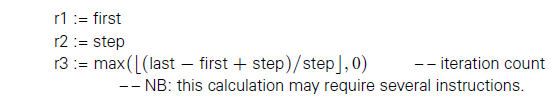 r1 := first
r2 := step
r3 := max(⌊(last − first + step)/step⌋, 0) −− iteration count
−− NB: this calculation may require several instructions.